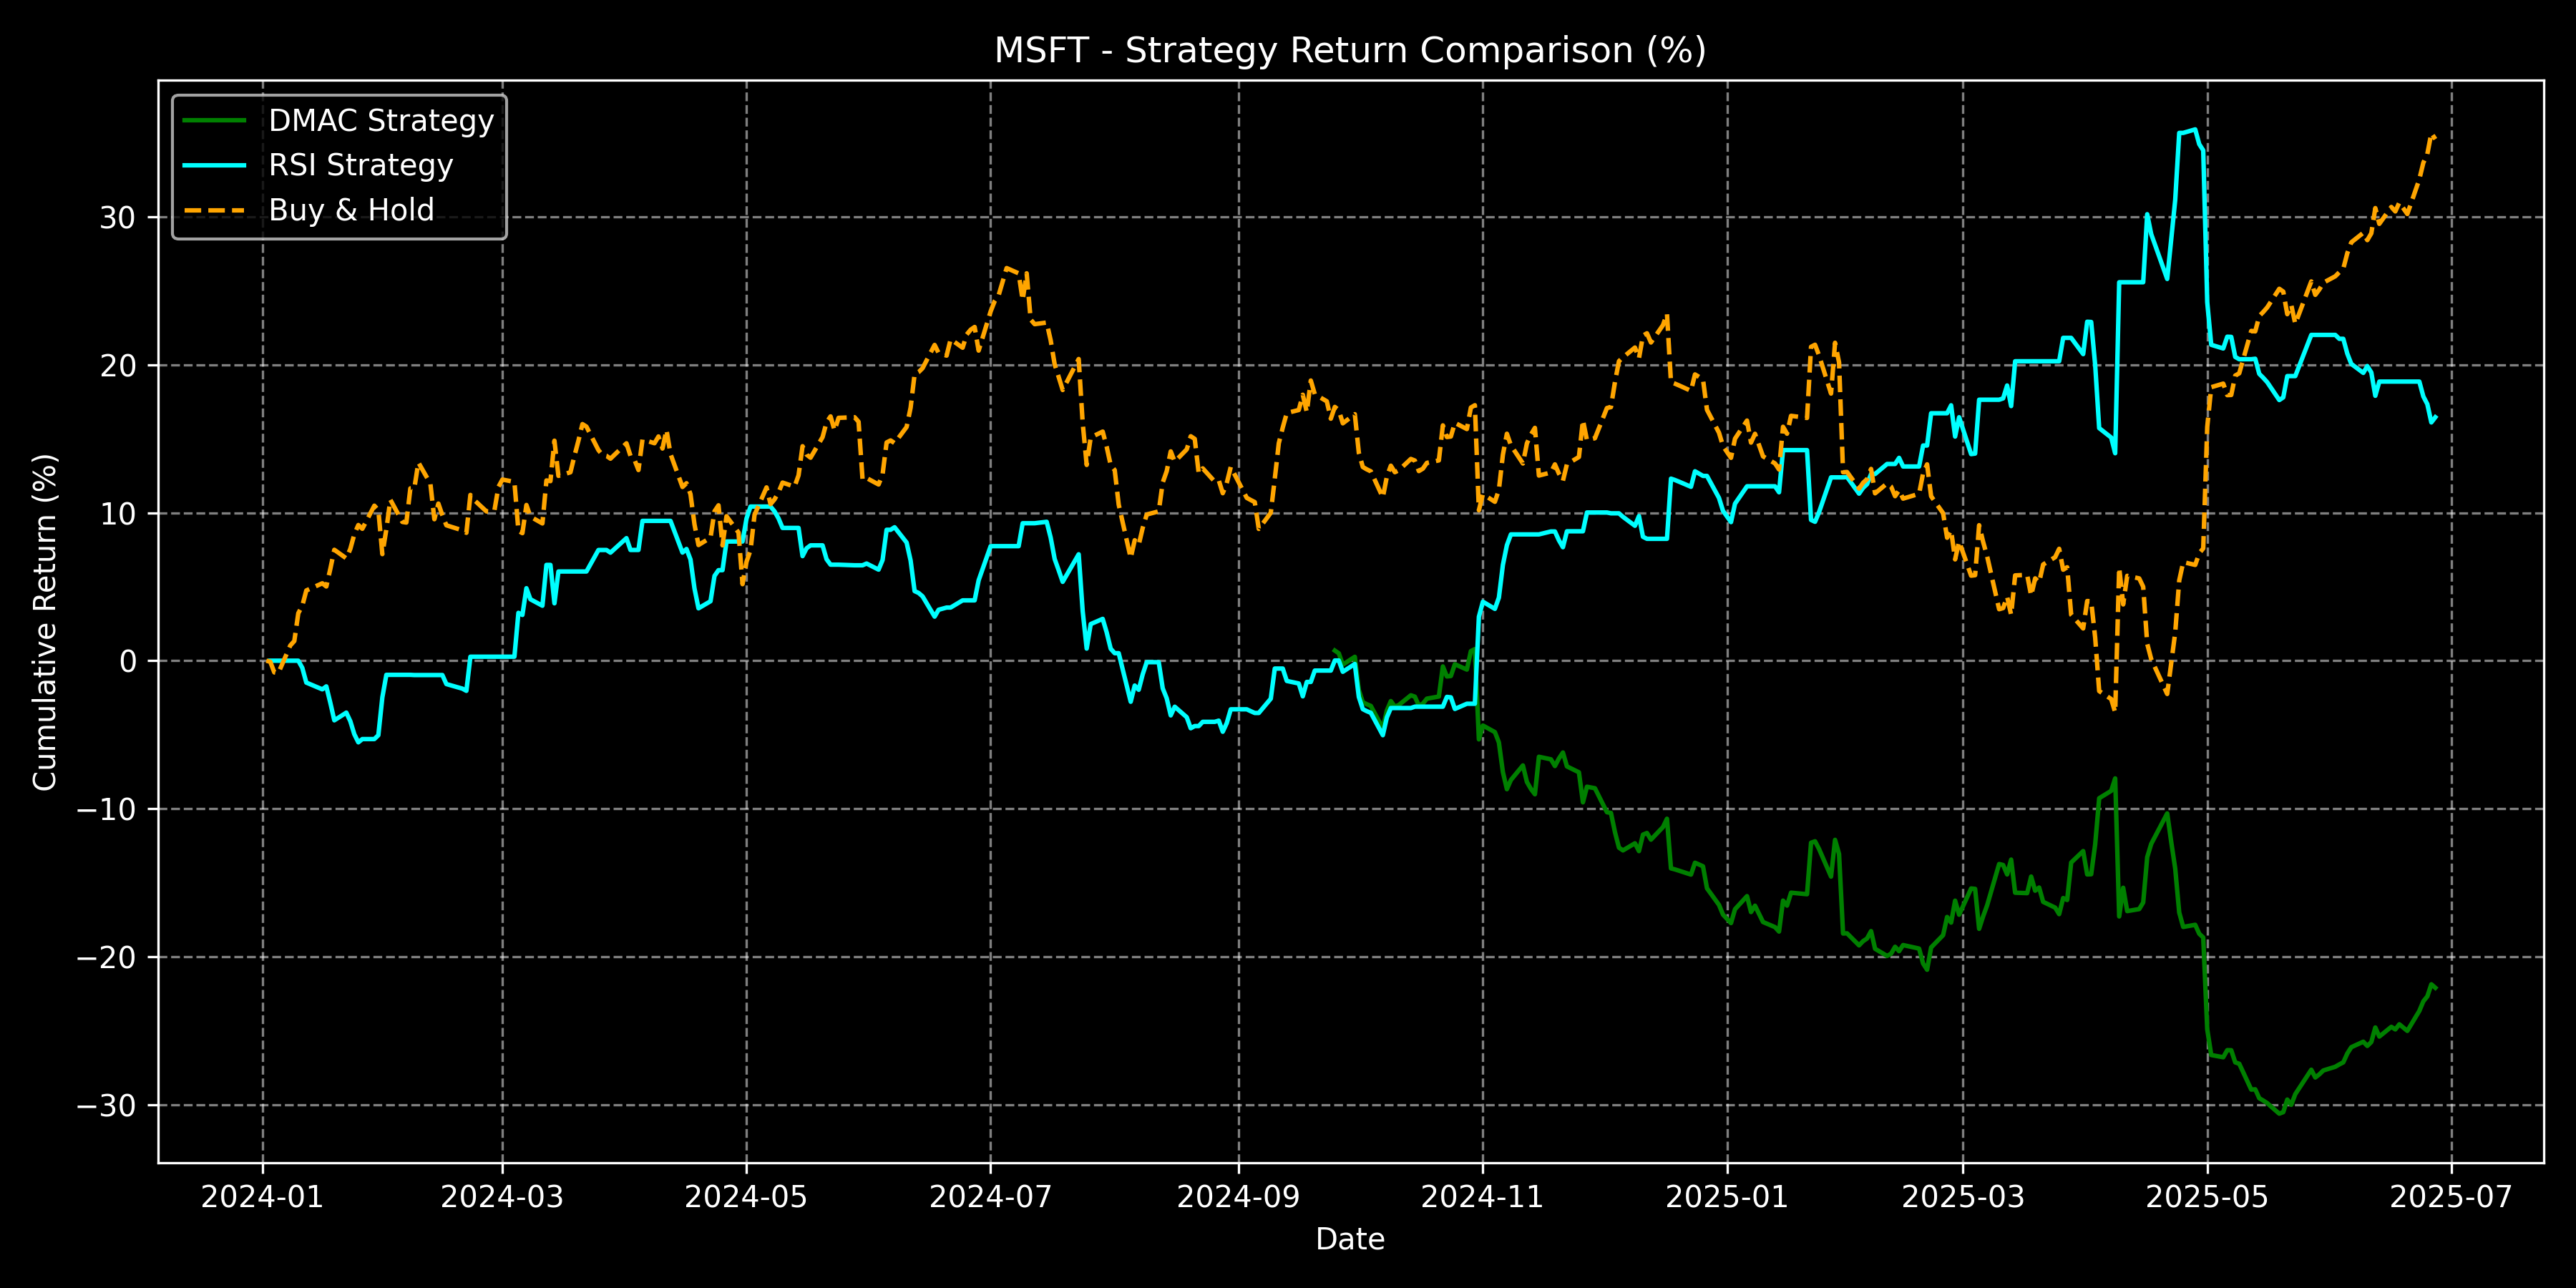 MSFT - Strategy Return Comparison (%)
DMAC Strategy
RSI Strategy
Buy & Hold
Cumulative Return (%)
30
20
10
0
−10
−20
−30
2024-01 2024-03 2024-05 2024-07 2024-09 2024-11 2025-01 2025-03 2025-05 2025-07
Date